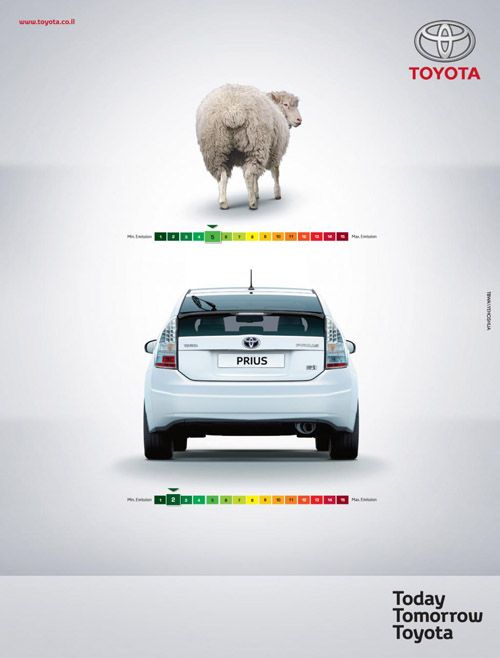 www.toyota.co.il
TOYOTA
Min. Emission 1 2 3 4 5 6 7 8 9 10 11 12 13 14 15 Max. Emission
PRIUS
PRIUS
Min. Emission 1 2 3 4 5 6 7 8 9 10 11 12 13 14 15 Max. Emission
Today
Tomorrow
Toyota